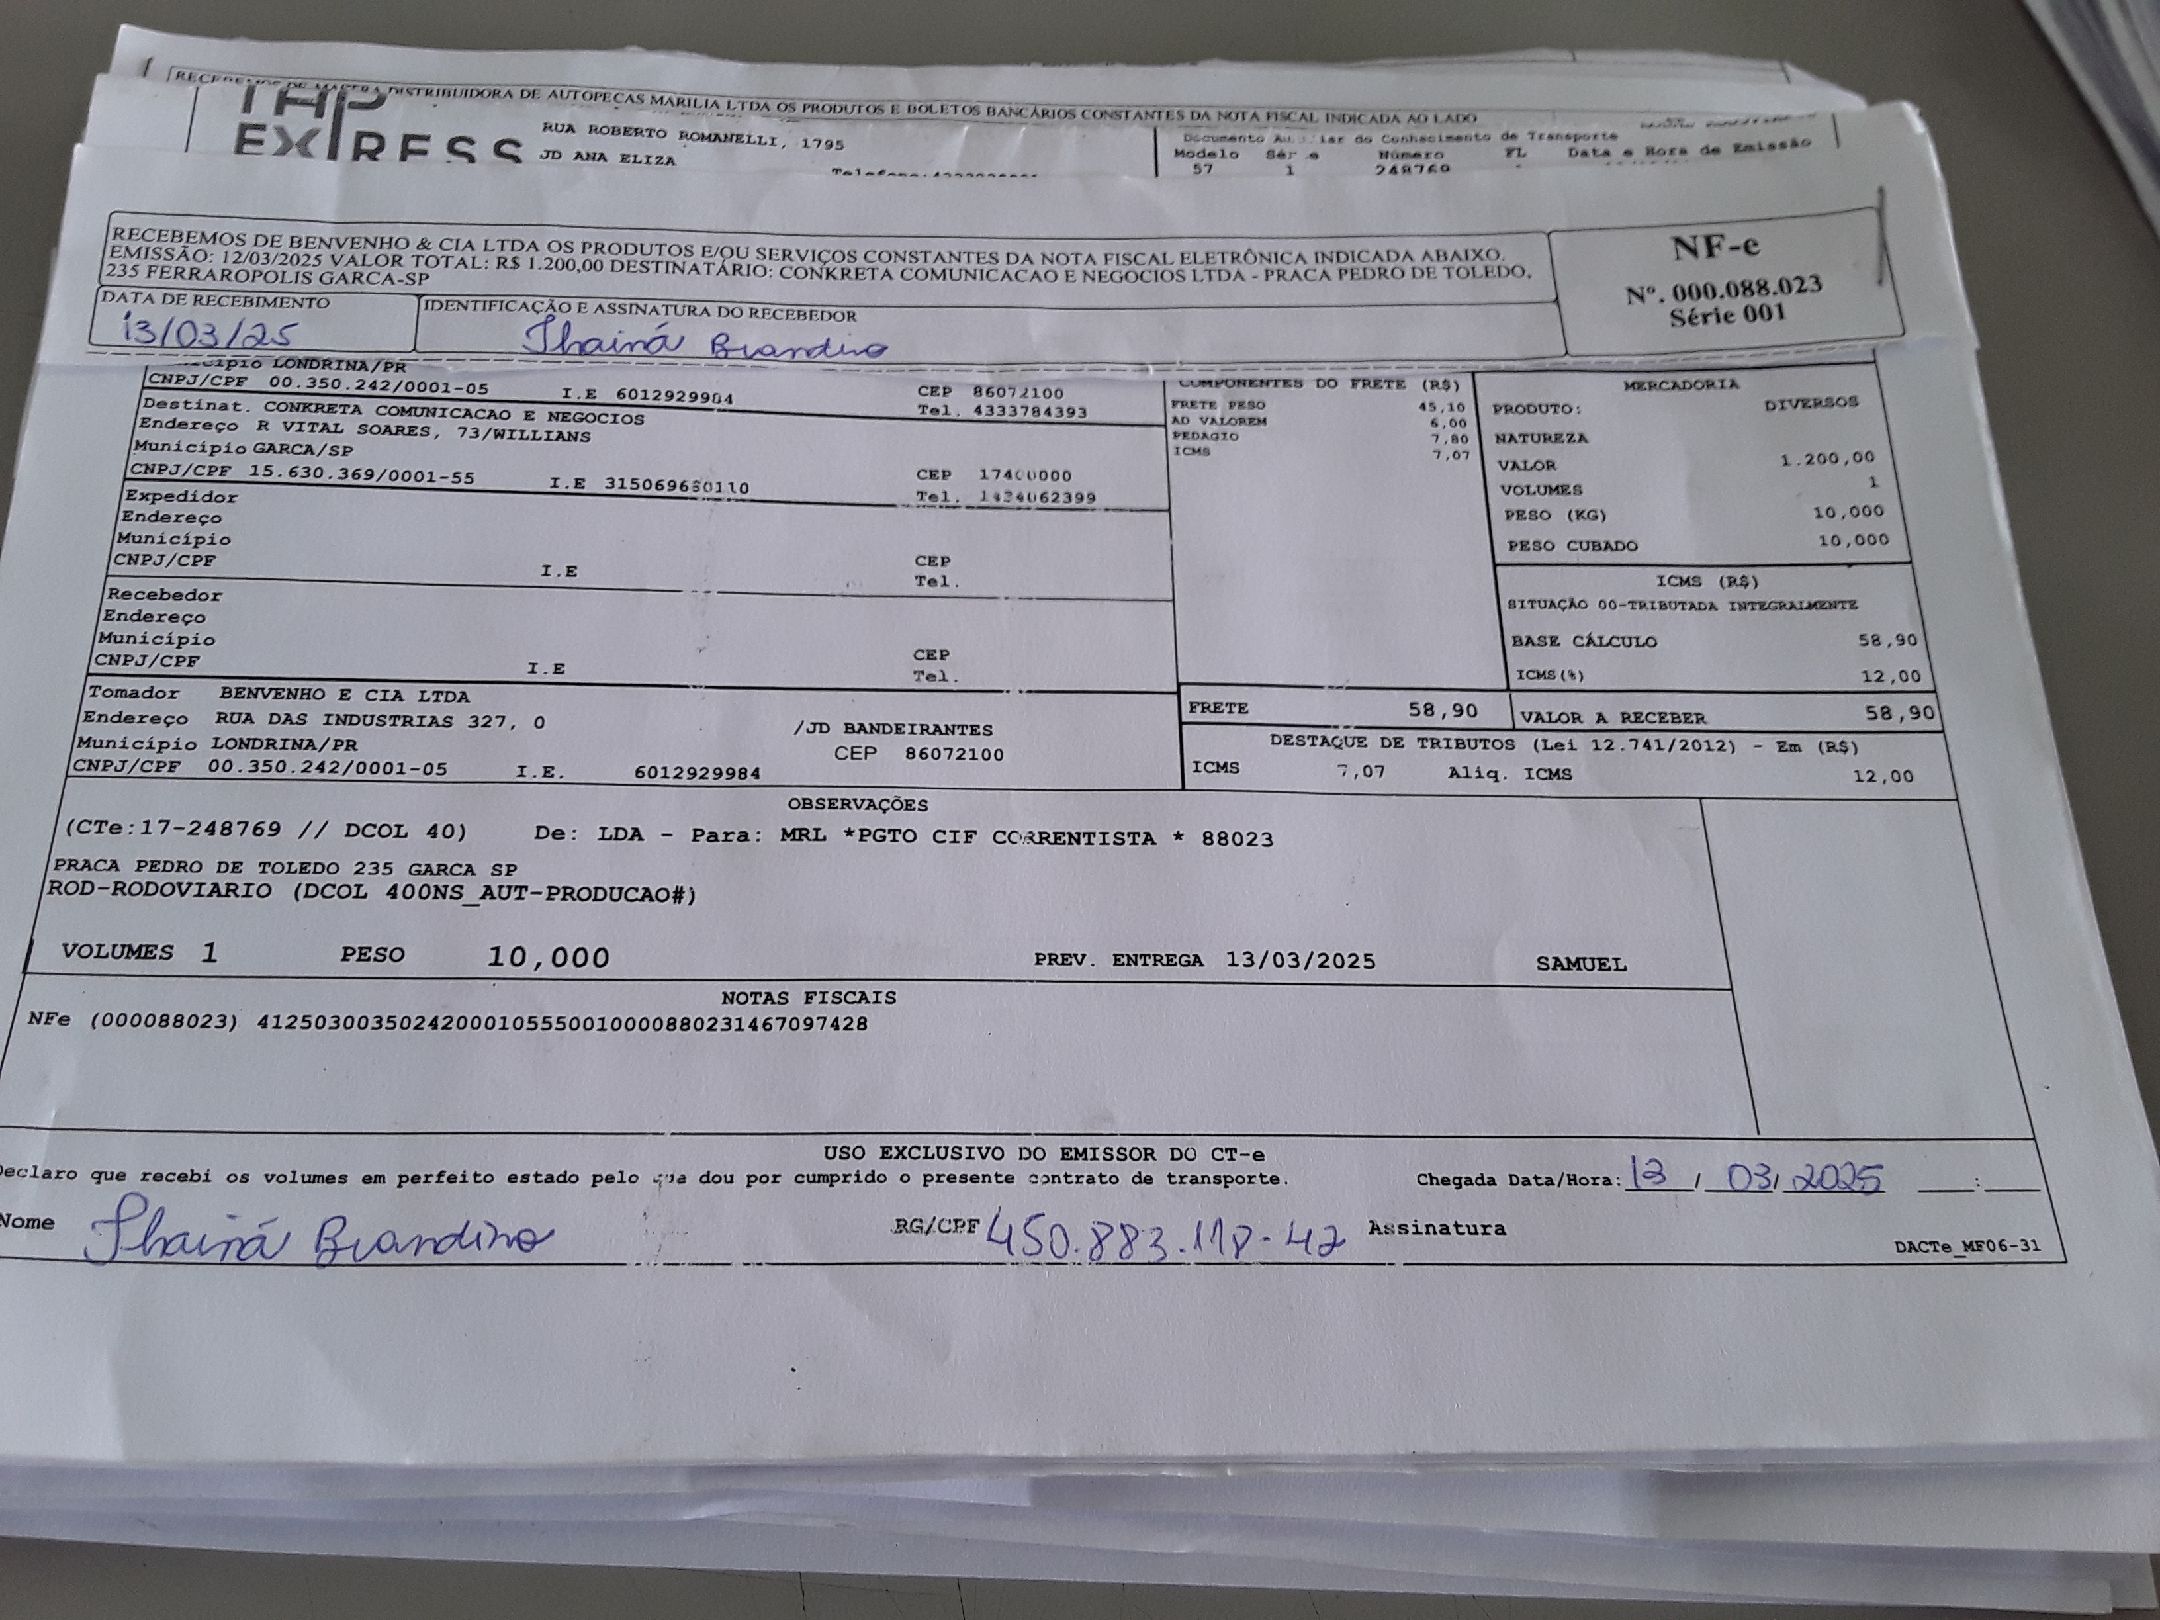 RECEBEMOS DE MASTRA DISTRIBUIDORA DE AUTOPECAS MARILIA LTDA OS PRODUTOS E BOLETOS BANCÁRIOS CONSTANTES DA NOTA FISCAL INDICADA AO LADO
EXPRESS
RUA ROBERTO ROMANELLI, 1795
JD ANA ELIZA
Documento Auxiliar do Conhecimento de Transporte
Modelo Série Número FL Data e Hora de Emissão
57 1 248769
RECEBEMOS DE BENVENHO & CIA LTDA OS PRODUTOS E/OU SERVIÇOS CONSTANTES DA NOTA FISCAL ELETRÔNICA INDICADA ABAIXO.
EMISSÃO: 12/03/2025 VALOR TOTAL: R$ 1.200,00 DESTINATÁRIO: CONKRETA COMUNICACAO E NEGOCIOS LTDA - PRACA PEDRO DE TOLEDO,
235 FERRAROPOLIS GARCA-SP
NF-e
Nº. 000.088.023
Série 001
DATA DE RECEBIMENTO
13/03/25
IDENTIFICAÇÃO E ASSINATURA DO RECEBEDOR
Thainá Brandino
Município LONDRINA/PR
CNPJ/CPF 00.350.242/0001-05 I.E 6012929984 CEP 86072100
Tel. 4333784393
Destinat. CONKRETA COMUNICACAO E NEGOCIOS
Endereço R VITAL SOARES, 73/WILLIANS
Município GARCA/SP
CNPJ/CPF 15.630.369/0001-55 I.E 315069680110 CEP 17400000
Tel. 1434062399
Expedidor
Endereço
Município
CNPJ/CPF I.E CEP
Tel.
Recebedor
Endereço
Município
CNPJ/CPF I.E CEP
Tel.
Tomador BENVENHO E CIA LTDA
Endereço RUA DAS INDUSTRIAS 327, 0 /JD BANDEIRANTES
Município LONDRINA/PR CEP 86072100
CNPJ/CPF 00.350.242/0001-05 I.E. 6012929984
COMPONENTES DO FRETE (R$)
FRETE PESO 45,10
AD VALOREM 6,00
PEDAGIO 7,80
ICMS 7,07
MERCADORIA
PRODUTO: DIVERSOS
NATUREZA
VALOR 1.200,00
VOLUMES 1
PESO (KG) 10,000
PESO CUBADO 10,000
ICMS (R$)
SITUAÇÃO 00-TRIBUTADA INTEGRALMENTE
BASE CÁLCULO 58,90
ICMS(%) 12,00
FRETE 58,90 VALOR A RECEBER 58,90
DESTAQUE DE TRIBUTOS (Lei 12.741/2012) - Em (R$)
ICMS 7,07 Aliq. ICMS 12,00
OBSERVAÇÕES
(CTe:17-248769 // DCOL 40) De: LDA - Para: MRL *PGTO CIF CORRENTISTA * 88023
PRACA PEDRO DE TOLEDO 235 GARCA SP
ROD-RODOVIARIO (DCOL 400NS_AUT-PRODUCAO#)
VOLUMES 1 PESO 10,000 PREV. ENTREGA 13/03/2025 SAMUEL
NOTAS FISCAIS
NFe (000088023) 41250300350242000105550010000880231467097428
USO EXCLUSIVO DO EMISSOR DO CT-e
Declaro que recebi os volumes em perfeito estado pelo que dou por cumprido o presente contrato de transporte. Chegada Data/Hora: 13 / 03 / 2025 :
Nome Thainá Brandino RG/CPF 450.883.118-42 Assinatura
DACTe_MF06-31